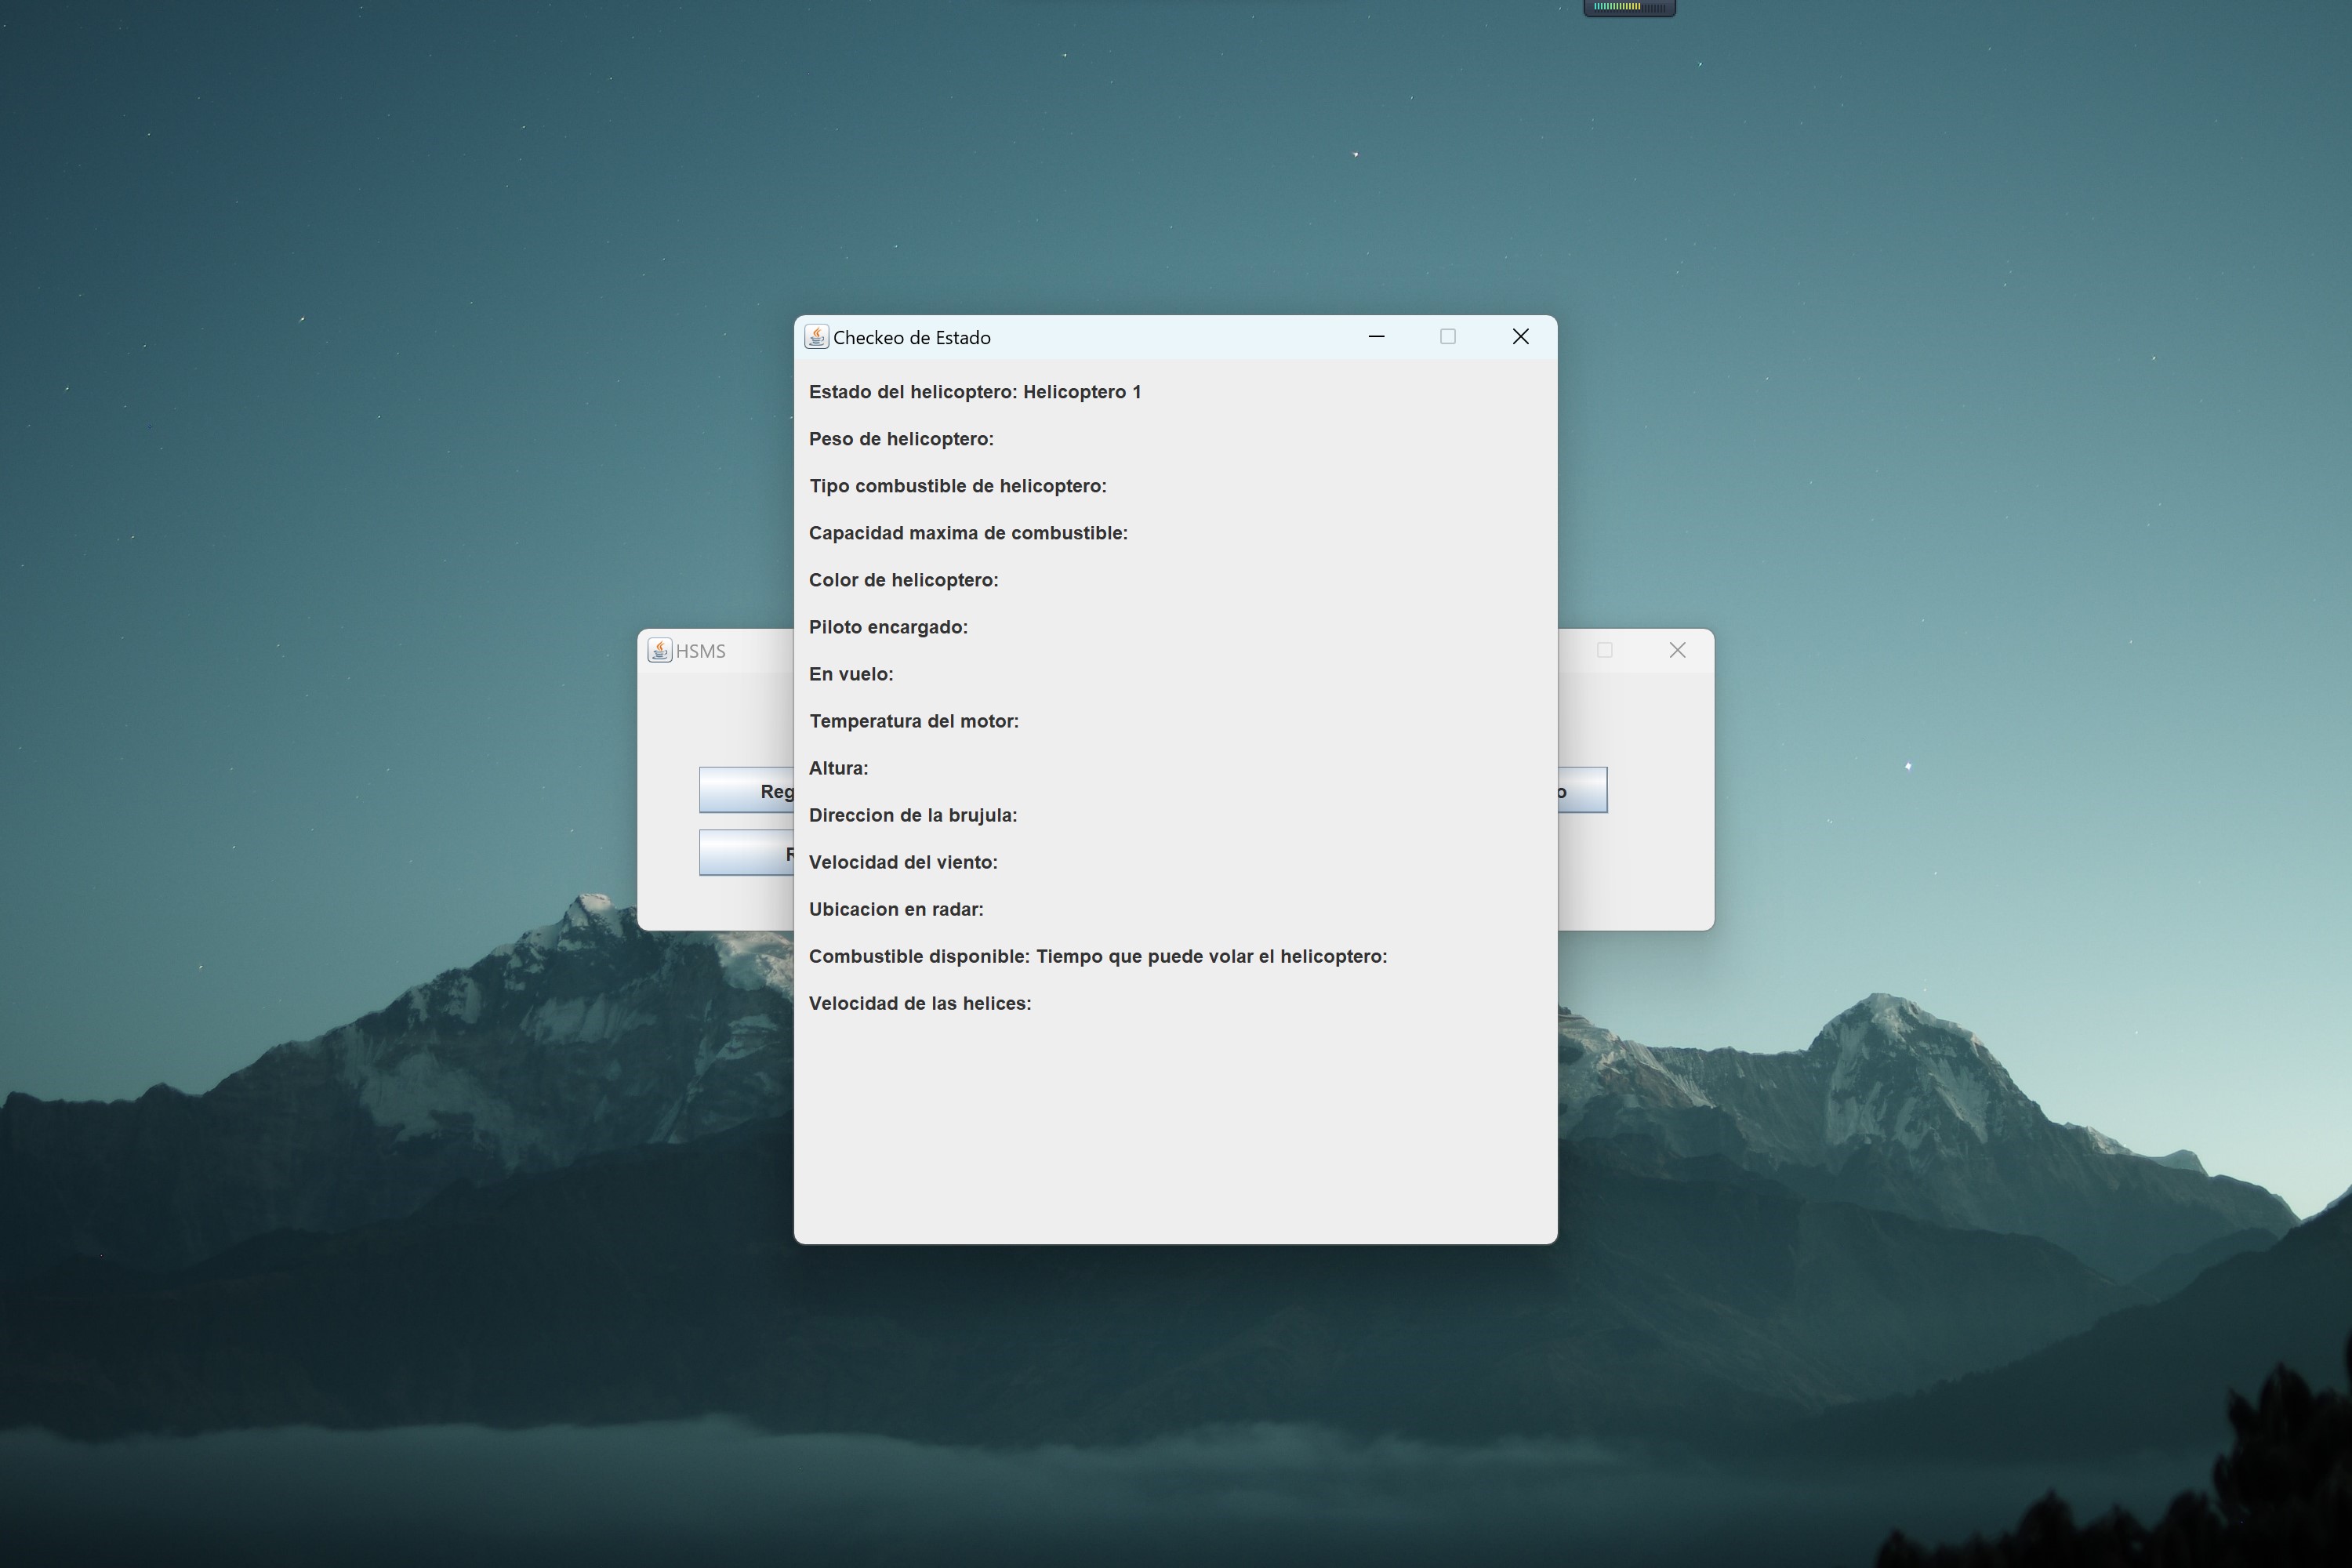 Checkeo de Estado
Estado del helicoptero: Helicoptero 1
Peso de helicoptero:
Tipo combustible de helicoptero:
Capacidad maxima de combustible:
Color de helicoptero:
Piloto encargado:
En vuelo:
Temperatura del motor:
Altura:
Direccion de la brujula:
Velocidad del viento:
Ubicacion en radar:
Combustible disponible: Tiempo que puede volar el helicoptero:
Velocidad de las helices:
HSMS